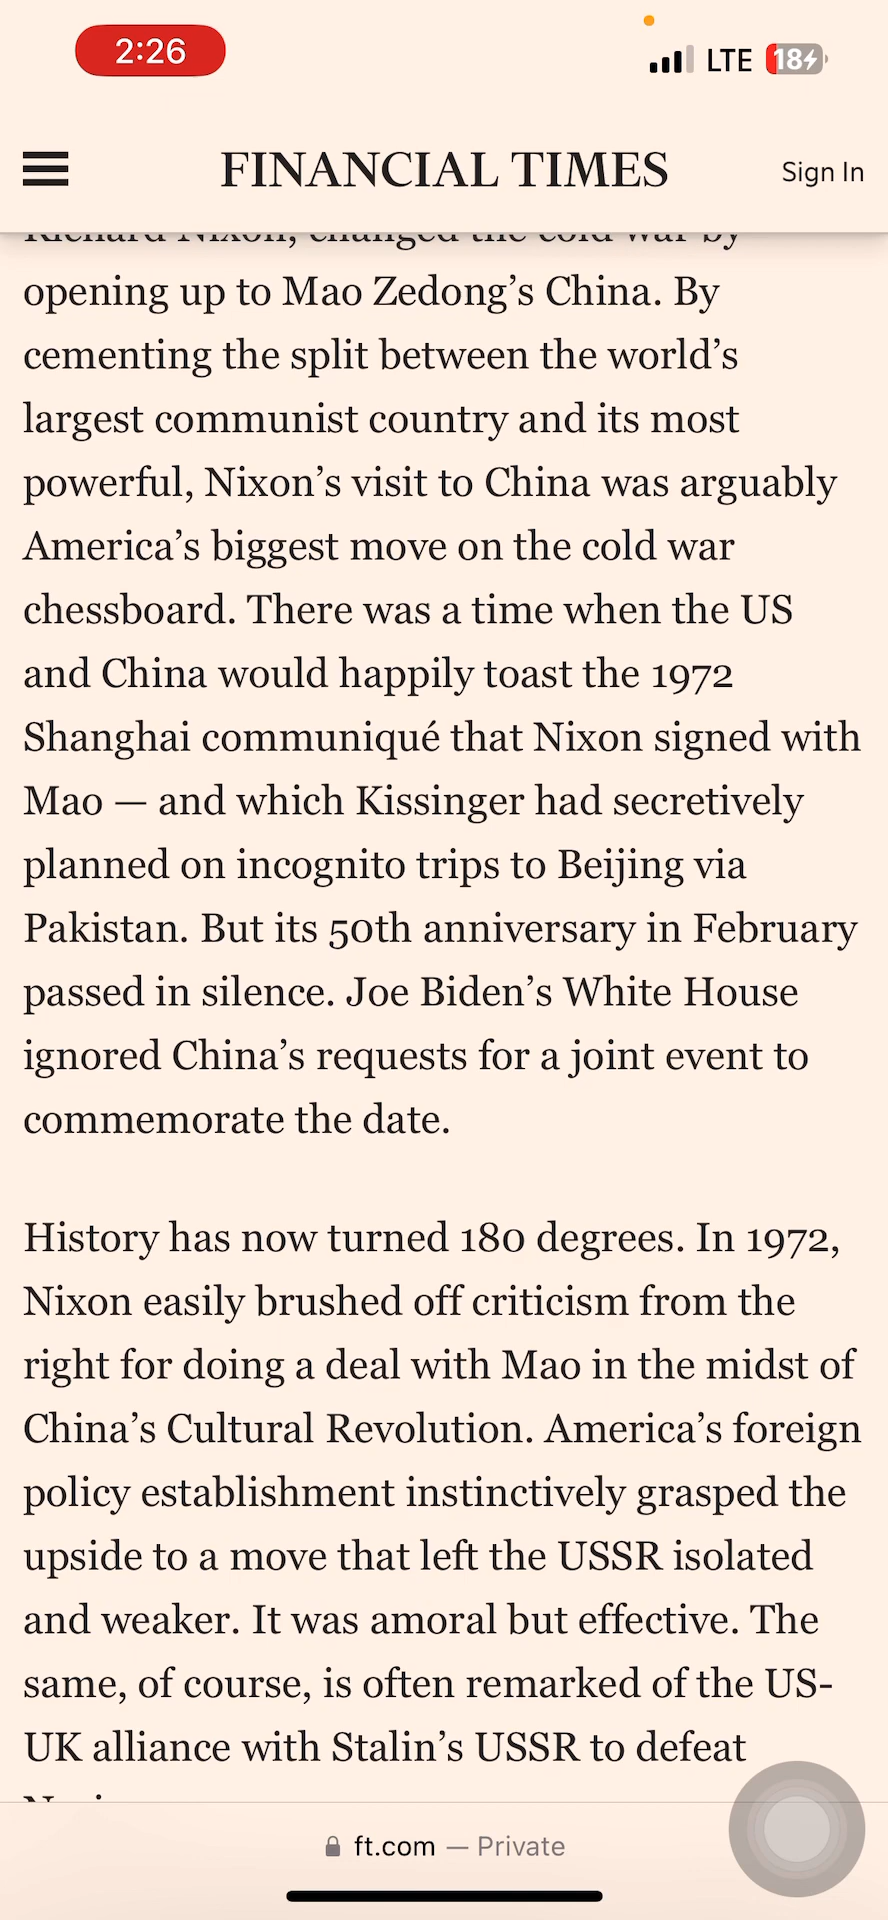 2:26
LTE
18
FINANCIAL TIMES
Sign In
Richard Nixon, changed the cold war by
opening up to Mao Zedong’s China. By
cementing the split between the world’s
largest communist country and its most
powerful, Nixon’s visit to China was arguably
America’s biggest move on the cold war
chessboard. There was a time when the US
and China would happily toast the 1972
Shanghai communiqué that Nixon signed with
Mao — and which Kissinger had secretively
planned on incognito trips to Beijing via
Pakistan. But its 50th anniversary in February
passed in silence. Joe Biden’s White House
ignored China’s requests for a joint event to
commemorate the date.
History has now turned 180 degrees. In 1972,
Nixon easily brushed off criticism from the
right for doing a deal with Mao in the midst of
China’s Cultural Revolution. America’s foreign
policy establishment instinctively grasped the
upside to a move that left the USSR isolated
and weaker. It was amoral but effective. The
same, of course, is often remarked of the US-
UK alliance with Stalin’s USSR to defeat
ft.com — Private